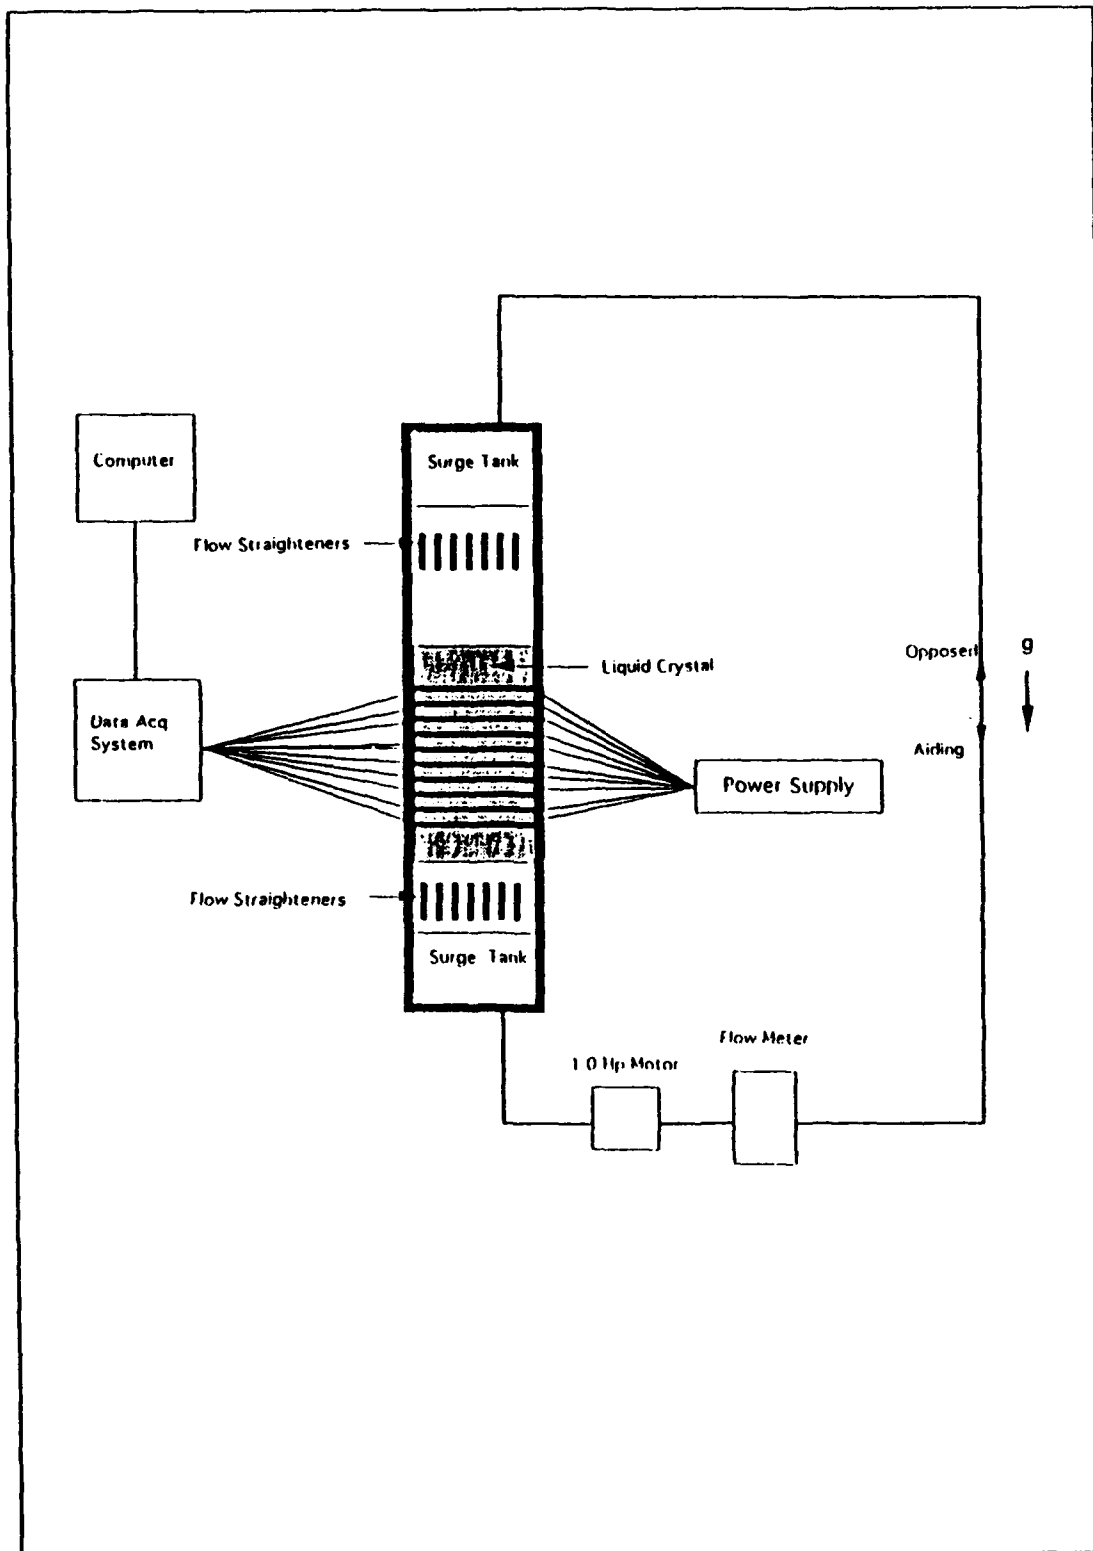 Surge Tank
Computer
Flow Straighteners
Opposed
g
Liquid Crystal
Data Acq
System
Aiding
Power Supply
Flow Straighteners
Surge Tank
Flow Meter
1.0 Hp Motor